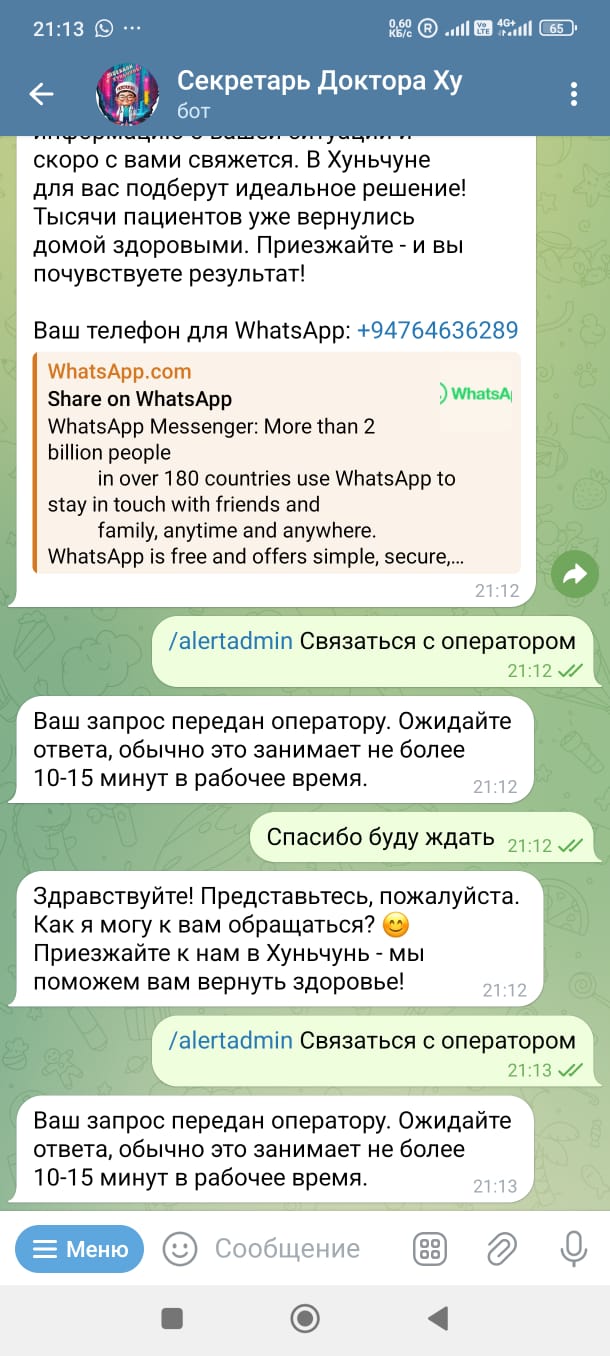 21:13
0,60
КБ/с
R
Vo
LTE
4G+
65
Секретарь Доктора Ху
бот
информацию о вашей ситуации и
скоро с вами свяжется. В Хуньчуне
для вас подберут идеальное решение!
Тысячи пациентов уже вернулись
домой здоровыми. Приезжайте - и вы
почувствуете результат!
Ваш телефон для WhatsApp: +94764636289
WhatsApp.com
Share on WhatsApp
WhatsA
WhatsApp Messenger: More than 2
billion people
in over 180 countries use WhatsApp to
stay in touch with friends and
family, anytime and anywhere.
WhatsApp is free and offers simple, secure,...
21:12
/alertadmin Связаться с оператором
21:12
Ваш запрос передан оператору. Ожидайте
ответа, обычно это занимает не более
10-15 минут в рабочее время.
21:12
Спасибо буду ждать
21:12
Здравствуйте! Представьтесь, пожалуйста.
Как я могу к вам обращаться? 😊
Приезжайте к нам в Хуньчунь - мы
поможем вам вернуть здоровье!
21:12
/alertadmin Связаться с оператором
21:13
Ваш запрос передан оператору. Ожидайте
ответа, обычно это занимает не более
10-15 минут в рабочее время.
21:13
Меню
Сообщение